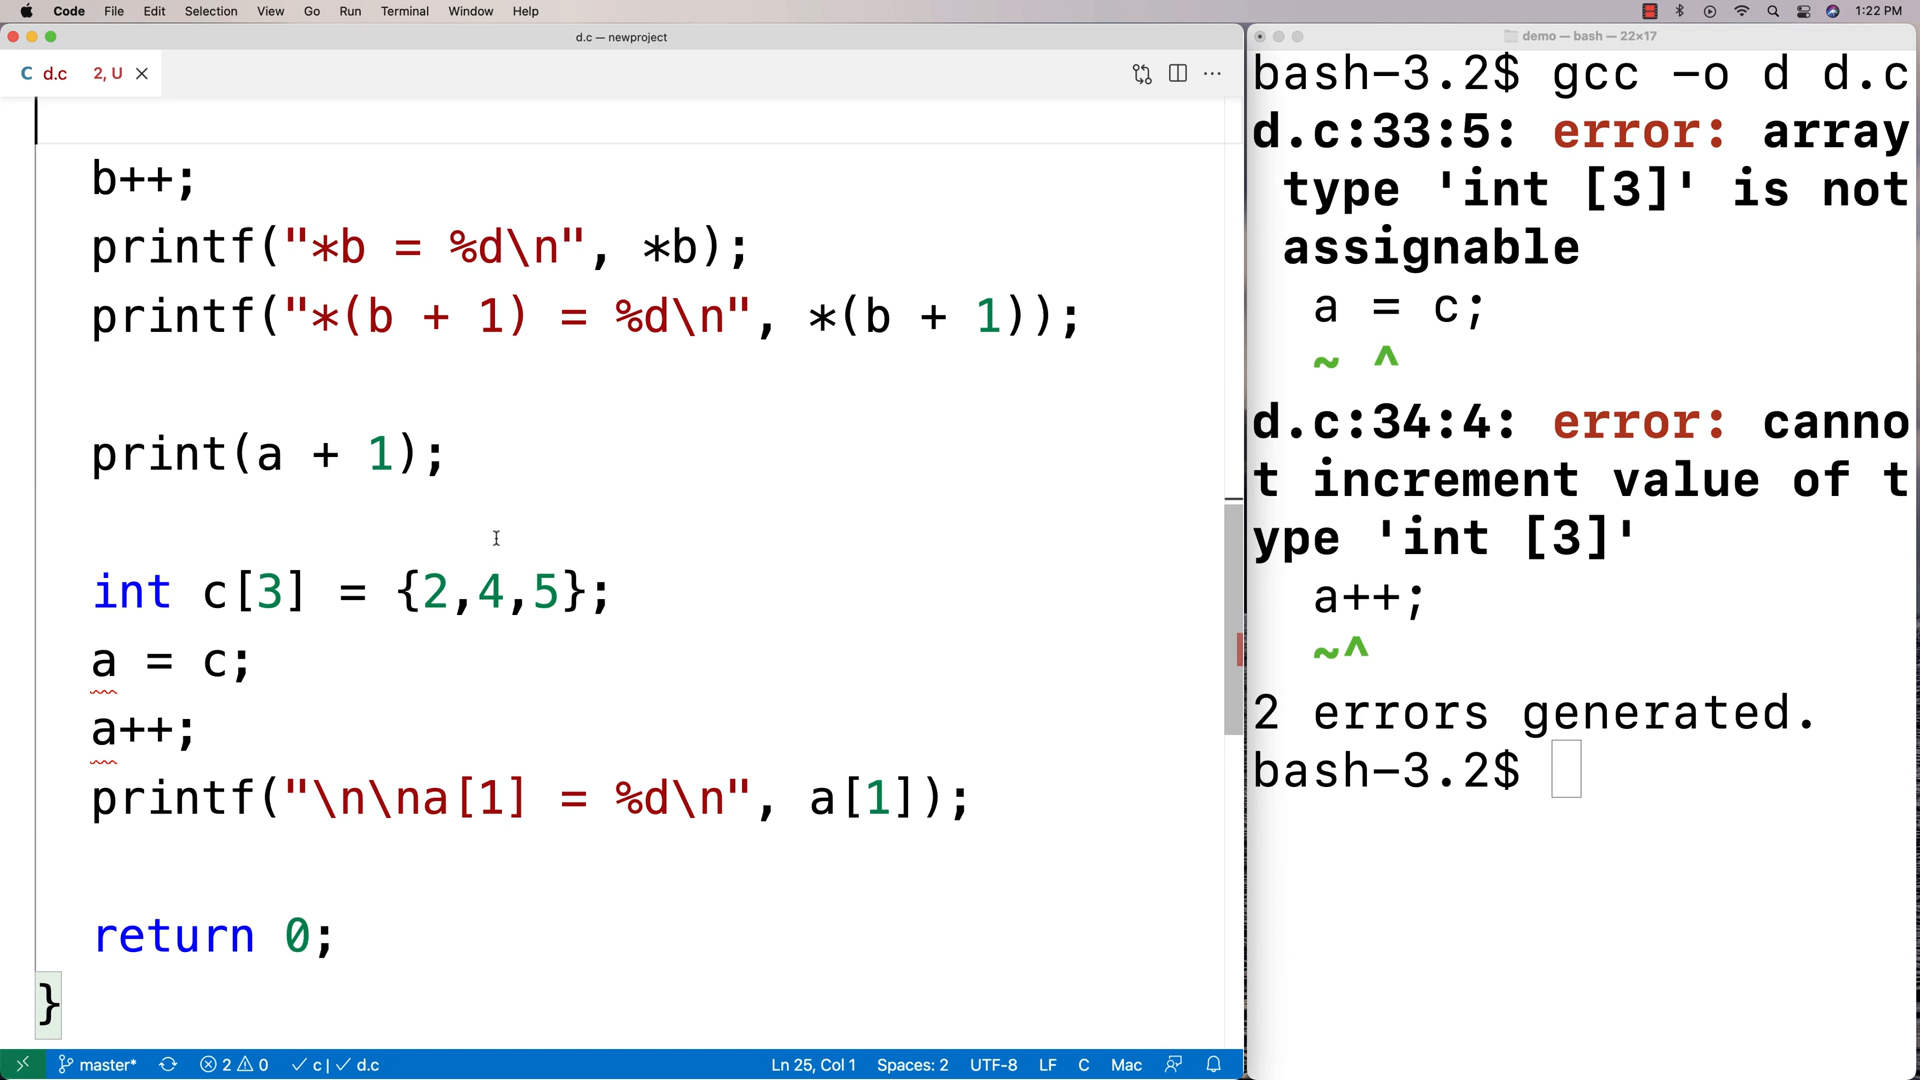 Code File Edit Selection View Go Run Terminal Window Help 1:22 PM
d.c — newproject
C d.c 2, U
b++;
printf("*b = %d\n", *b);
printf("*(b + 1) = %d\n", *(b + 1));
print(a + 1);
int c[3] = {2,4,5};
a = c;
a++;
printf("\n\na[1] = %d\n", a[1]);
return 0;
}
master* 2 0 c | d.c Ln 25, Col 1 Spaces: 2 UTF-8 LF C Mac
demo — bash — 22×17
bash-3.2$ gcc -o d d.c
d.c:33:5: error: array
type 'int [3]' is not
assignable
a = c;
~ ^
d.c:34:4: error: canno
t increment value of t
ype 'int [3]'
a++;
~^
2 errors generated.
bash-3.2$